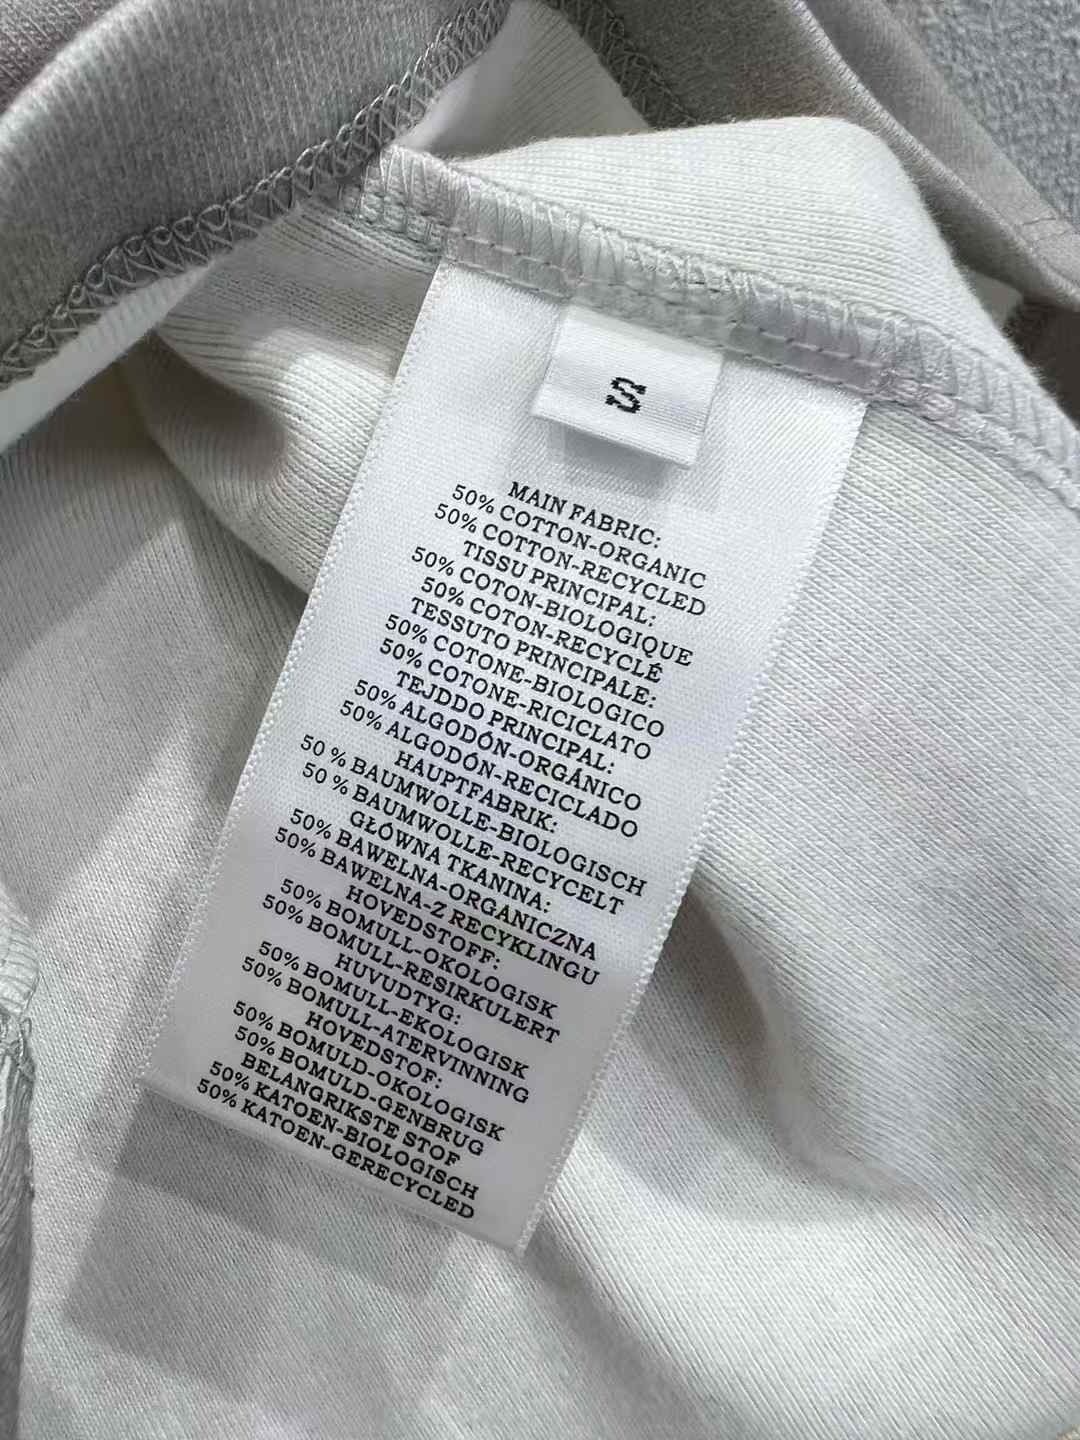 S
MAIN FABRIC:
50% COTTON-ORGANIC
50% COTTON-RECYCLED
TISSU PRINCIPAL:
50% COTON-BIOLOGIQUE
50% COTON-RECYCLÉ
TESSUTO PRINCIPALE:
50% COTONE-BIOLOGICO
50% COTONE-RICICLATO
TEJDDO PRINCIPAL:
50% ALGODÓN-ORGÁNICO
50% ALGODÓN-RECICLADO
HAUPTFABRIK:
50 % BAUMWOLLE-BIOLOGISCH
50 % BAUMWOLLE-RECYCELT
GŁÓWNA TKANINA:
50% BAWELNA-ORGANICZNA
50% BAWELNA-Z RECYKLINGU
HOVEDSTOFF:
50% BOMULL-OKOLOGISK
50% BOMULL-RESIRKULERT
HUVUDTYG:
50% BOMULL-EKOLOGISK
50% BOMULL-ATERVINNING
HOVEDSTOF:
50% BOMULD-OKOLOGISK
50% BOMULD-GENBRUG
BELANGRIKSTE STOF
50% KATOEN-BIOLOGISCH
50% KATOEN-GERECYCLED